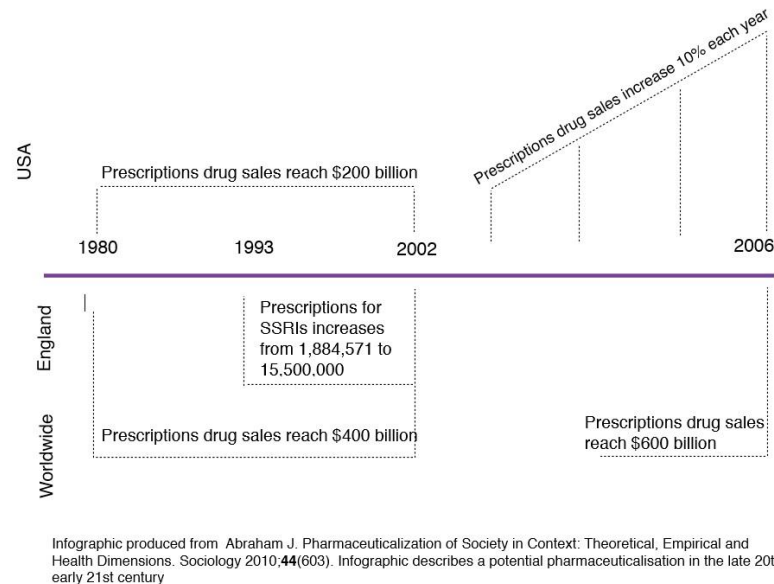 USA
Prescriptions drug sales reach $200 billion
Prescriptions drug sales increase 10% each year
1980
1993
2002
2006
England
Prescriptions for
SSRIs increases
from 1,884,571 to
15,500,000
Worldwide
Prescriptions drug sales reach $400 billion
Prescriptions drug sales
reach $600 billion
Infographic produced from Abraham J. Pharmaceuticalization of Society in Context: Theoretical, Empirical and
Health Dimensions. Sociology 2010;44(603). Infographic describes a potential pharmaceuticalisation in the late 20t
early 21st century